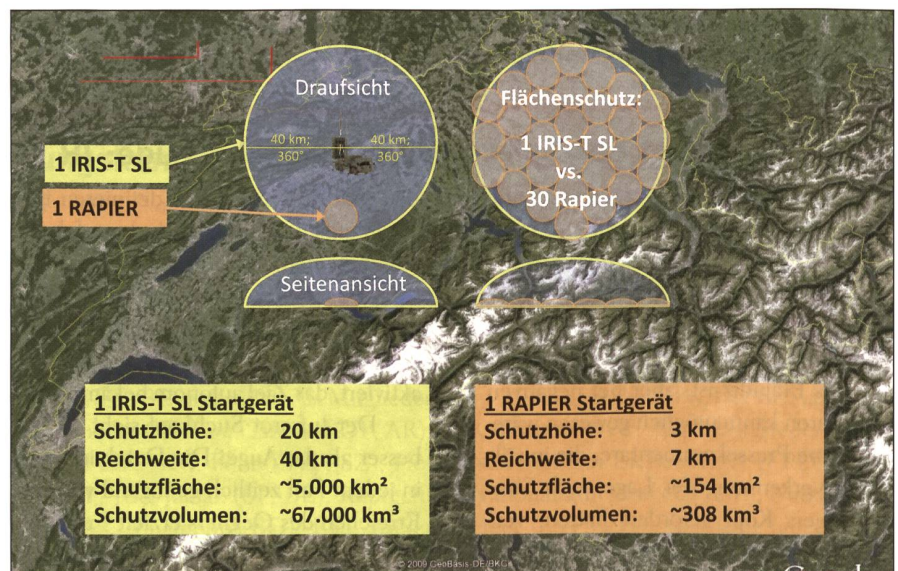 Draufsicht
40 km;
360°
40 km;
360°
Flächenschutz:
1 IRIS-T SL
vs.
30 Rapier
1 IRIS-T SL
1 RAPIER
Seitenansicht
1 IRIS-T SL Startgerät
Schutzhöhe: 20 km
Reichweite: 40 km
Schutzfläche: ~5.000 km²
Schutzvolumen: ~67.000 km³
1 RAPIER Startgerät
Schutzhöhe: 3 km
Reichweite: 7 km
Schutzfläche: ~154 km²
Schutzvolumen: ~308 km³
© 2009 GeoBasis-DE/BKG